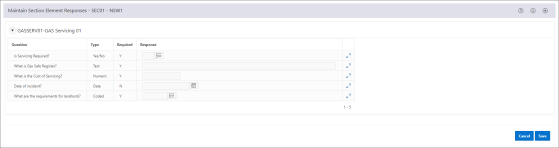 Maintain Section Element Responses - SEC01 - NSW1
GASSERV01-GAS Servicing 01
Question Type Required Response
Is Servicing Required? Yes/No Y
What is Gas Safe Register? Text Y
What is the Cost of Servicing? Numeric Y
Date of Incident? Date N
What are the requirements for landlords? Coded Y
1 - 5
Cancel Save